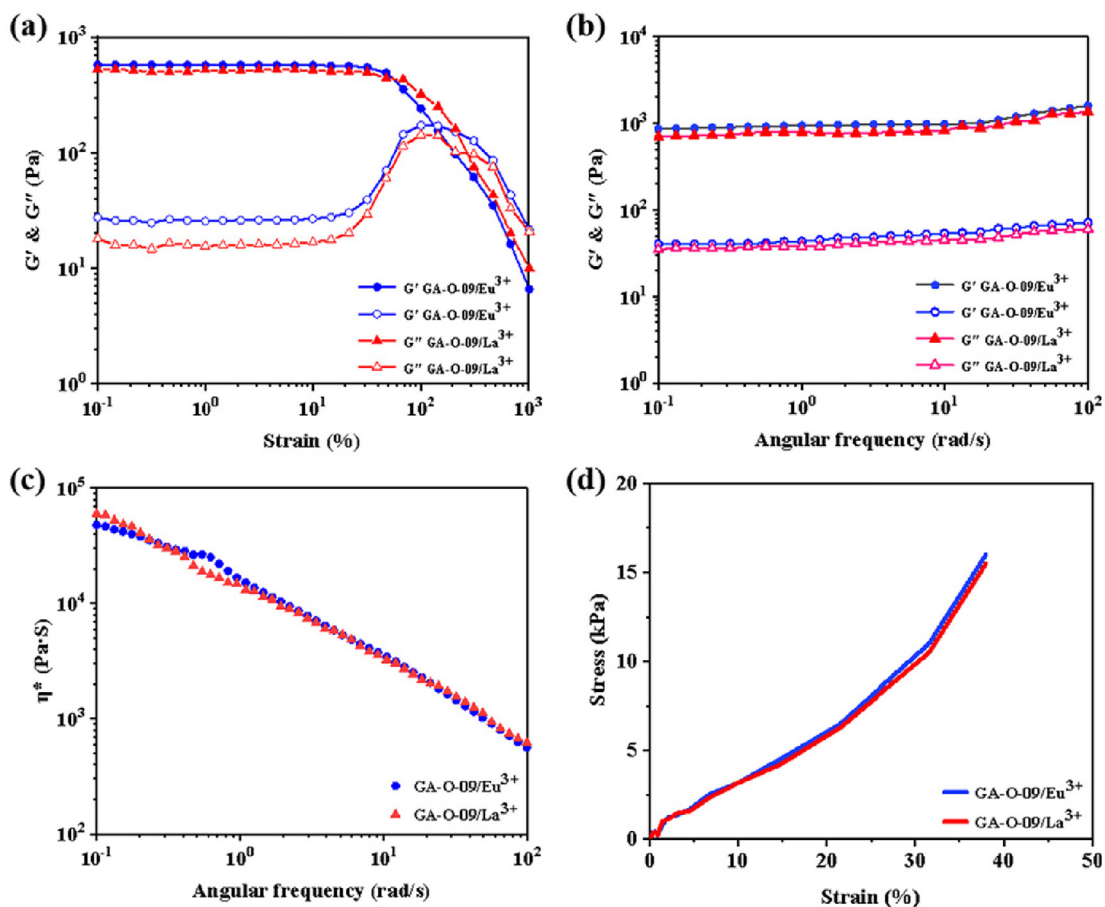 (a)
10³
10²
10¹
10⁰
G′ & G″ (Pa)
G′ GA-O-09/Eu³⁺
G′ GA-O-09/Eu³⁺
G″ GA-O-09/La³⁺
G″ GA-O-09/La³⁺
10⁻¹ 10⁰ 10¹ 10² 10³
Strain (%)
(b)
10⁴
10³
10²
10¹
10⁰
G′ & G″ (Pa)
G′ GA-O-09/Eu³⁺
G′ GA-O-09/Eu³⁺
G″ GA-O-09/La³⁺
G″ GA-O-09/La³⁺
10⁻¹ 10⁰ 10¹ 10²
Angular frequency (rad/s)
(c)
10⁵
10⁴
10³
10²
η* (Pa·S)
GA-O-09/Eu³⁺
GA-O-09/La³⁺
10⁻¹ 10⁰ 10¹ 10²
Angular frequency (rad/s)
(d)
20
15
10
5
0
Stress (kPa)
GA-O-09/Eu³⁺
GA-O-09/La³⁺
0 10 20 30 40 50
Strain (%)